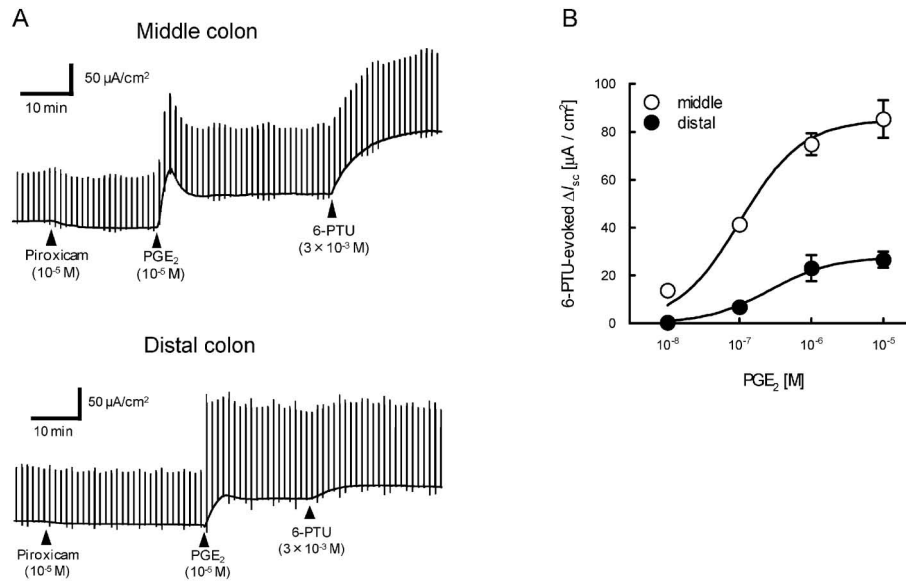 A
Middle colon
50 µA/cm²
10 min
Piroxicam
(10⁻⁵ M)
PGE₂
(10⁻⁵ M)
6-PTU
(3 × 10⁻³ M)
Distal colon
50 µA/cm²
10 min
Piroxicam
(10⁻⁵ M)
PGE₂
(10⁻⁵ M)
6-PTU
(3 × 10⁻³ M)
B
6-PTU-evoked ΔIsc [µA / cm²]
100
80
60
40
20
0
middle
distal
10⁻⁸
10⁻⁷
10⁻⁶
10⁻⁵
PGE₂ [M]